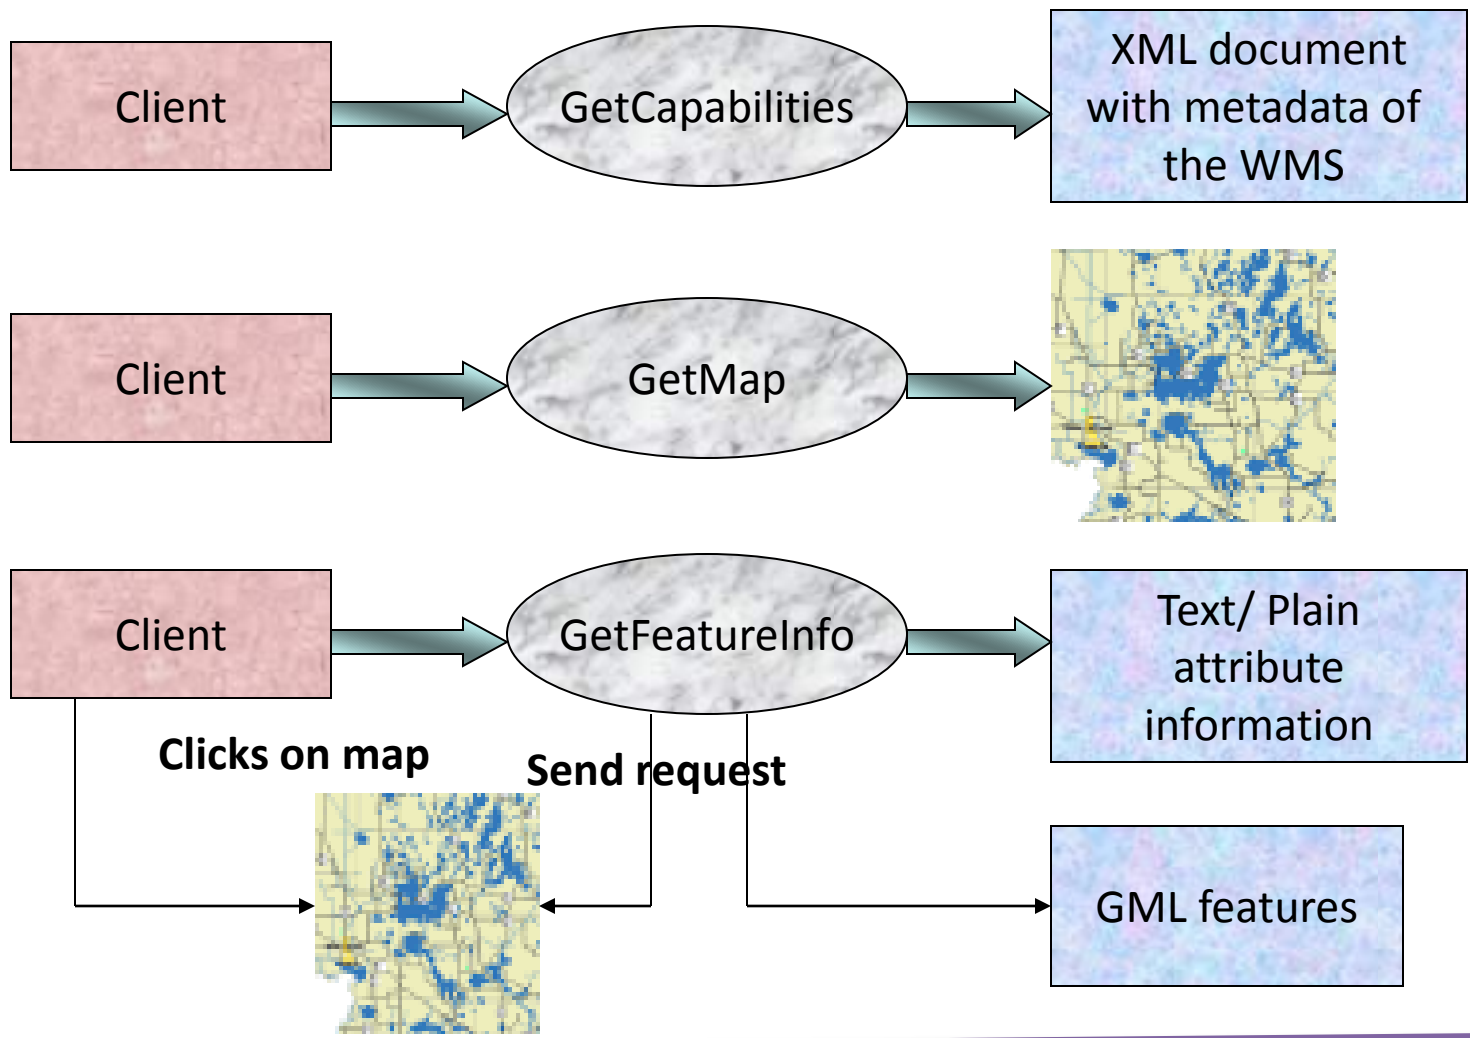 Client
GetCapabilities
XML document
with metadata of
the WMS
Client
GetMap
Client
GetFeatureInfo
Text/ Plain
attribute
information
Clicks on map
Send request
GML features